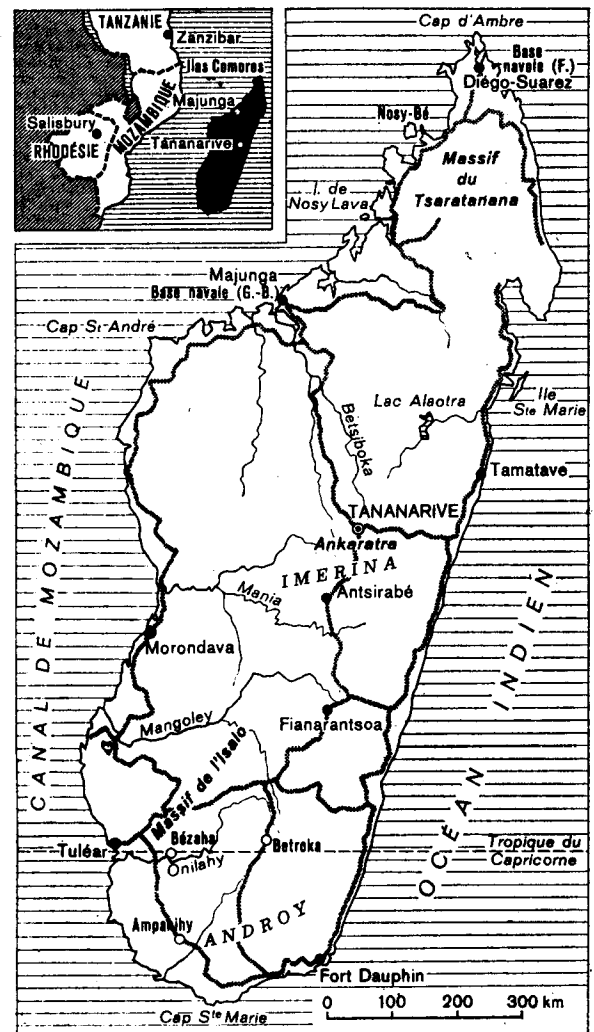 TANZANIE
Zanzibar
Ilas Comores
Majunga
MOZAMBIQUE
Salisbury
RHODÉSIE
Tananarive
Cap d'Ambre
Base
navale (F.)
Diégo-Suarez
Nosy-Bé
Massif
du
Tsaratanana
I. de
Nosy Lava
Majunga
Base navale (G.-B.)
Cap St André
Lac Alaotra
Ile
Ste Marie
Betsiboka
CANAL DE MOZAMBIQUE
Tamatave
TANANARIVE
Ankaratra
IMERINA
Antsirabé
Mania
Morondava
OCÉAN INDIEN
Mangoley
Fianarantsoa
Massif de l'Isalo
Tuléar
Bézaha
Onilahy
Betroka
Tropique du
Capricorne
Ampanihy
ANDROY
Fort Dauphin
Cap Ste Marie
0 100 200 300 km